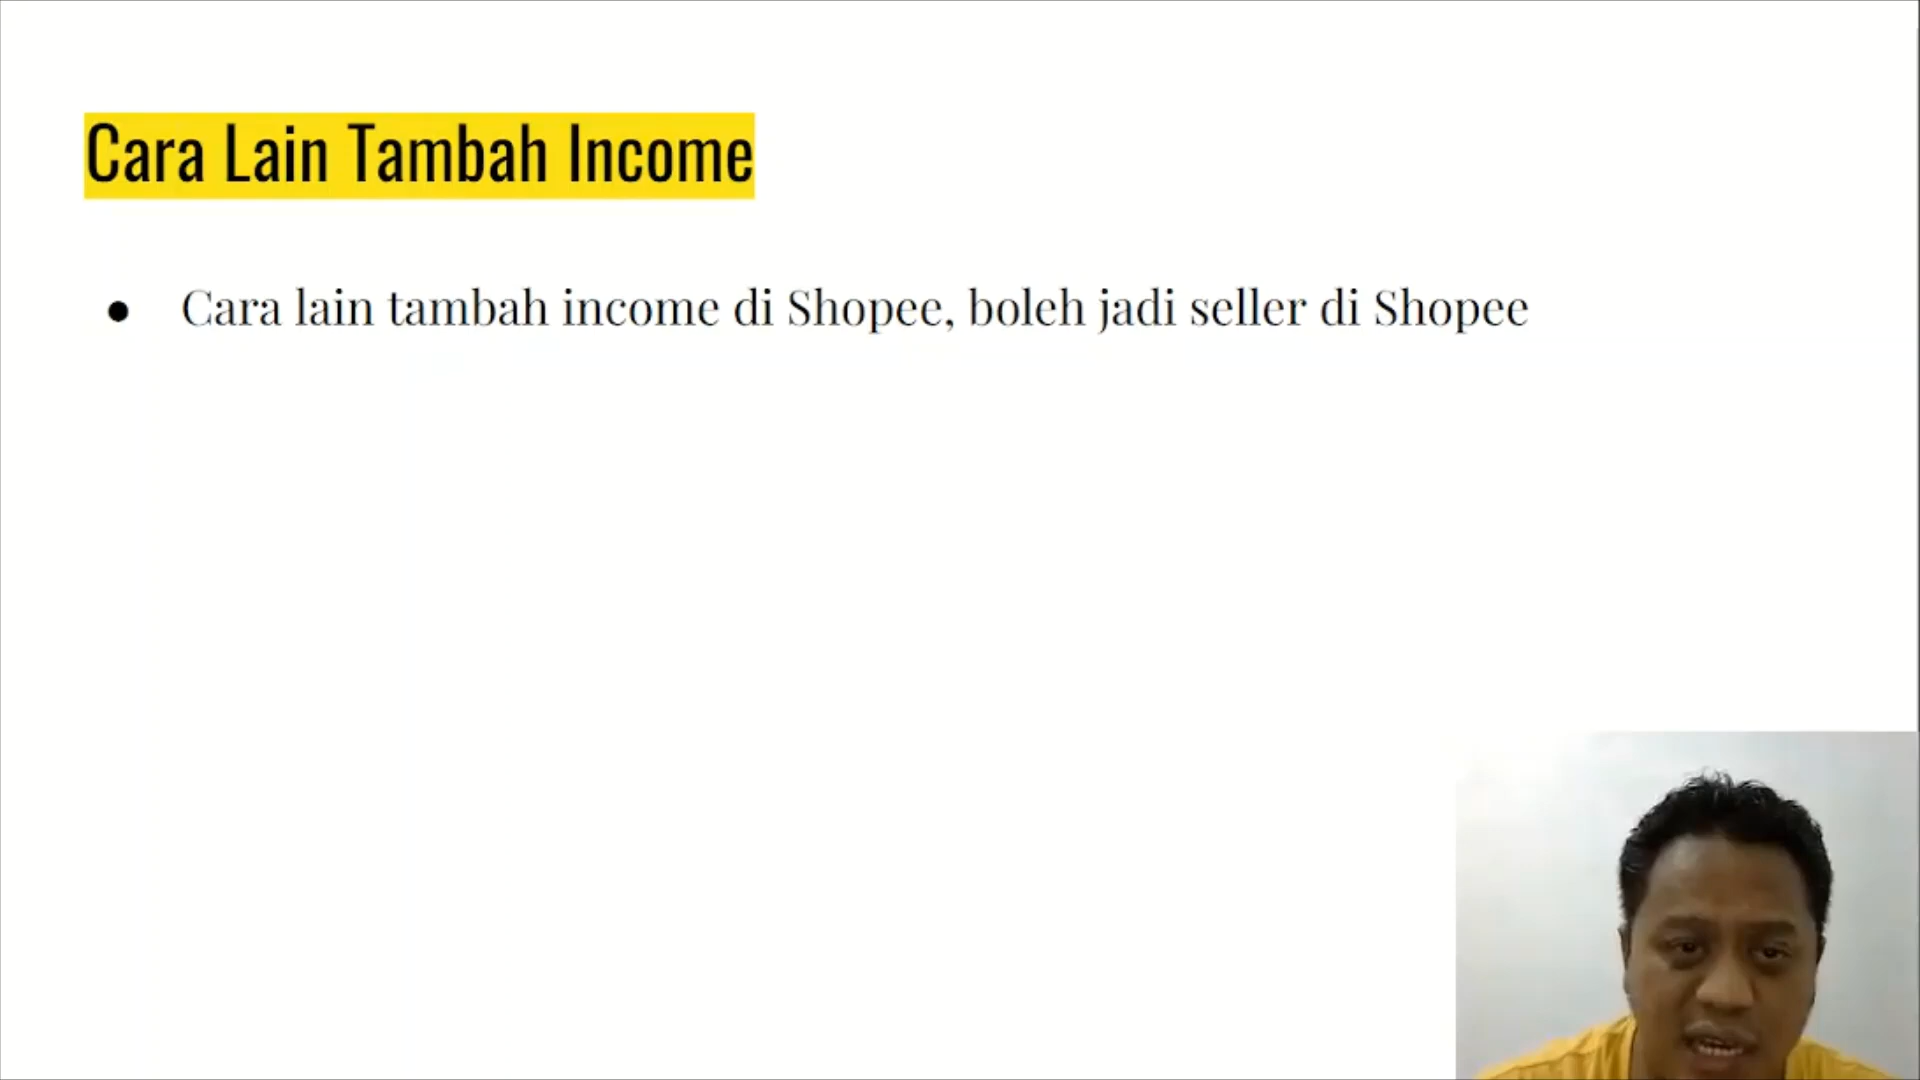 Cara Lain Tambah Income
● Cara lain tambah income di Shopee, boleh jadi seller di Shopee